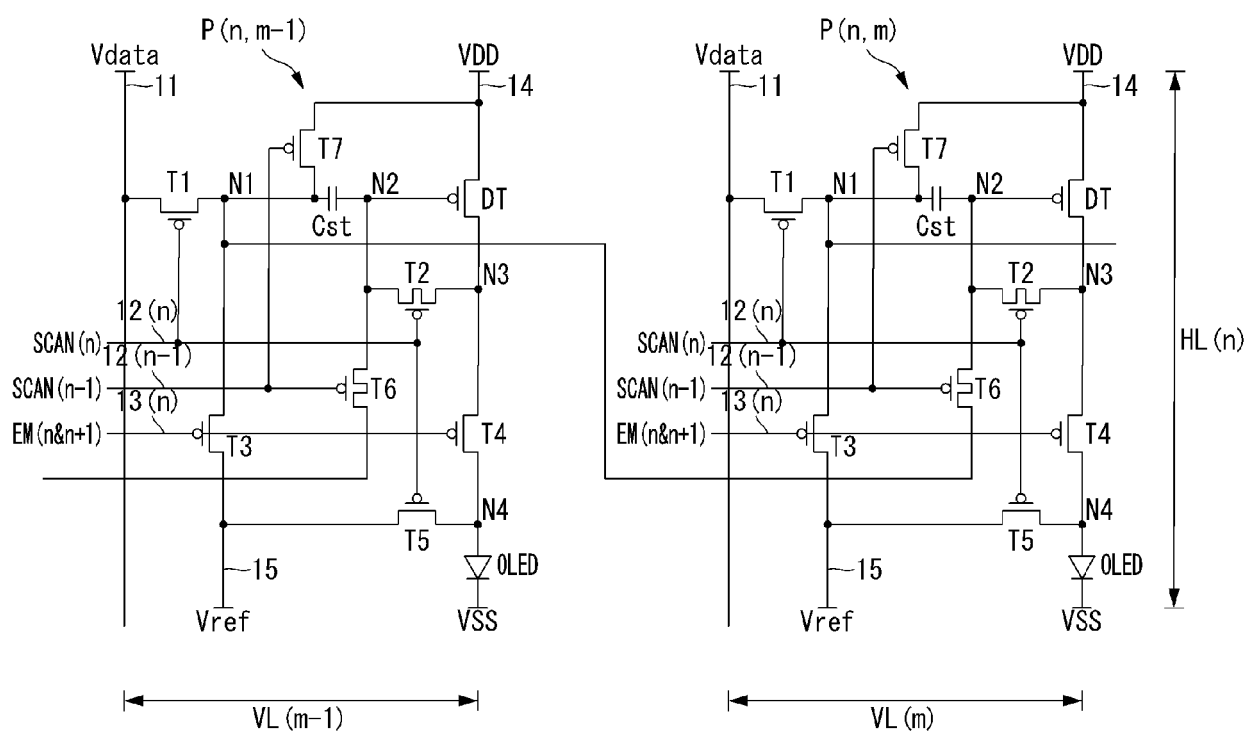 P(n,m-1)
P(n,m)
Vdata
VDD
Vdata
VDD
11
14
11
14
T7
T7
T1
N1
N2
DT
T1
N1
N2
DT
Cst
Cst
T2
N3
T2
N3
12(n)
12(n)
SCAN(n)
SCAN(n)
HL(n)
12(n-1)
12(n-1)
SCAN(n-1)
T6
SCAN(n-1)
T6
13(n)
13(n)
EM(n&n+1)
T3
T4
EM(n&n+1)
T3
T4
N4
N4
T5
T5
15
OLED
15
OLED
Vref
VSS
Vref
VSS
VL(m-1)
VL(m)